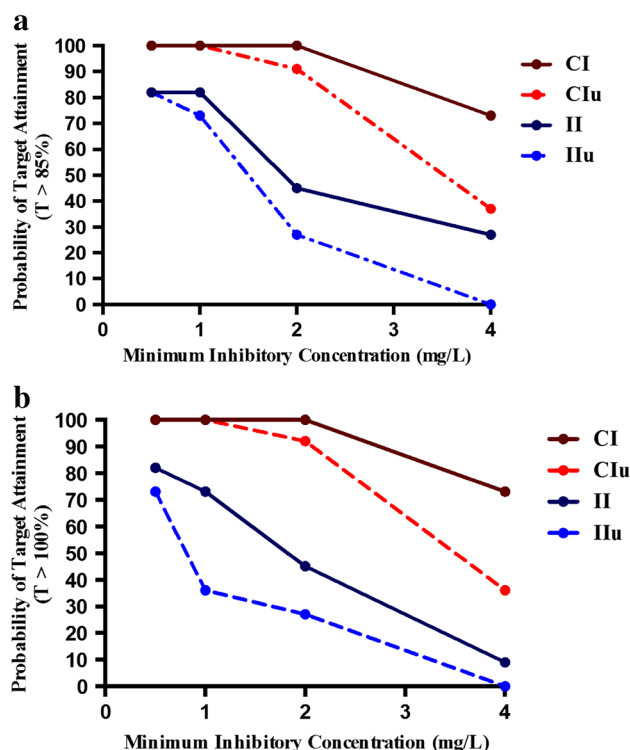 a
Probability of Target Attainment
(T > 85%)
100
90
80
70
60
50
40
30
20
10
0
0 1 2 3 4
Minimum Inhibitory Concentration (mg/L)
CI
CIu
II
IIu
b
Probability of Target Attainment
(T > 100%)
100
90
80
70
60
50
40
30
20
10
0
0 1 2 3 4
Minimum Inhibitory Concentration (mg/L)
CI
CIu
II
IIu